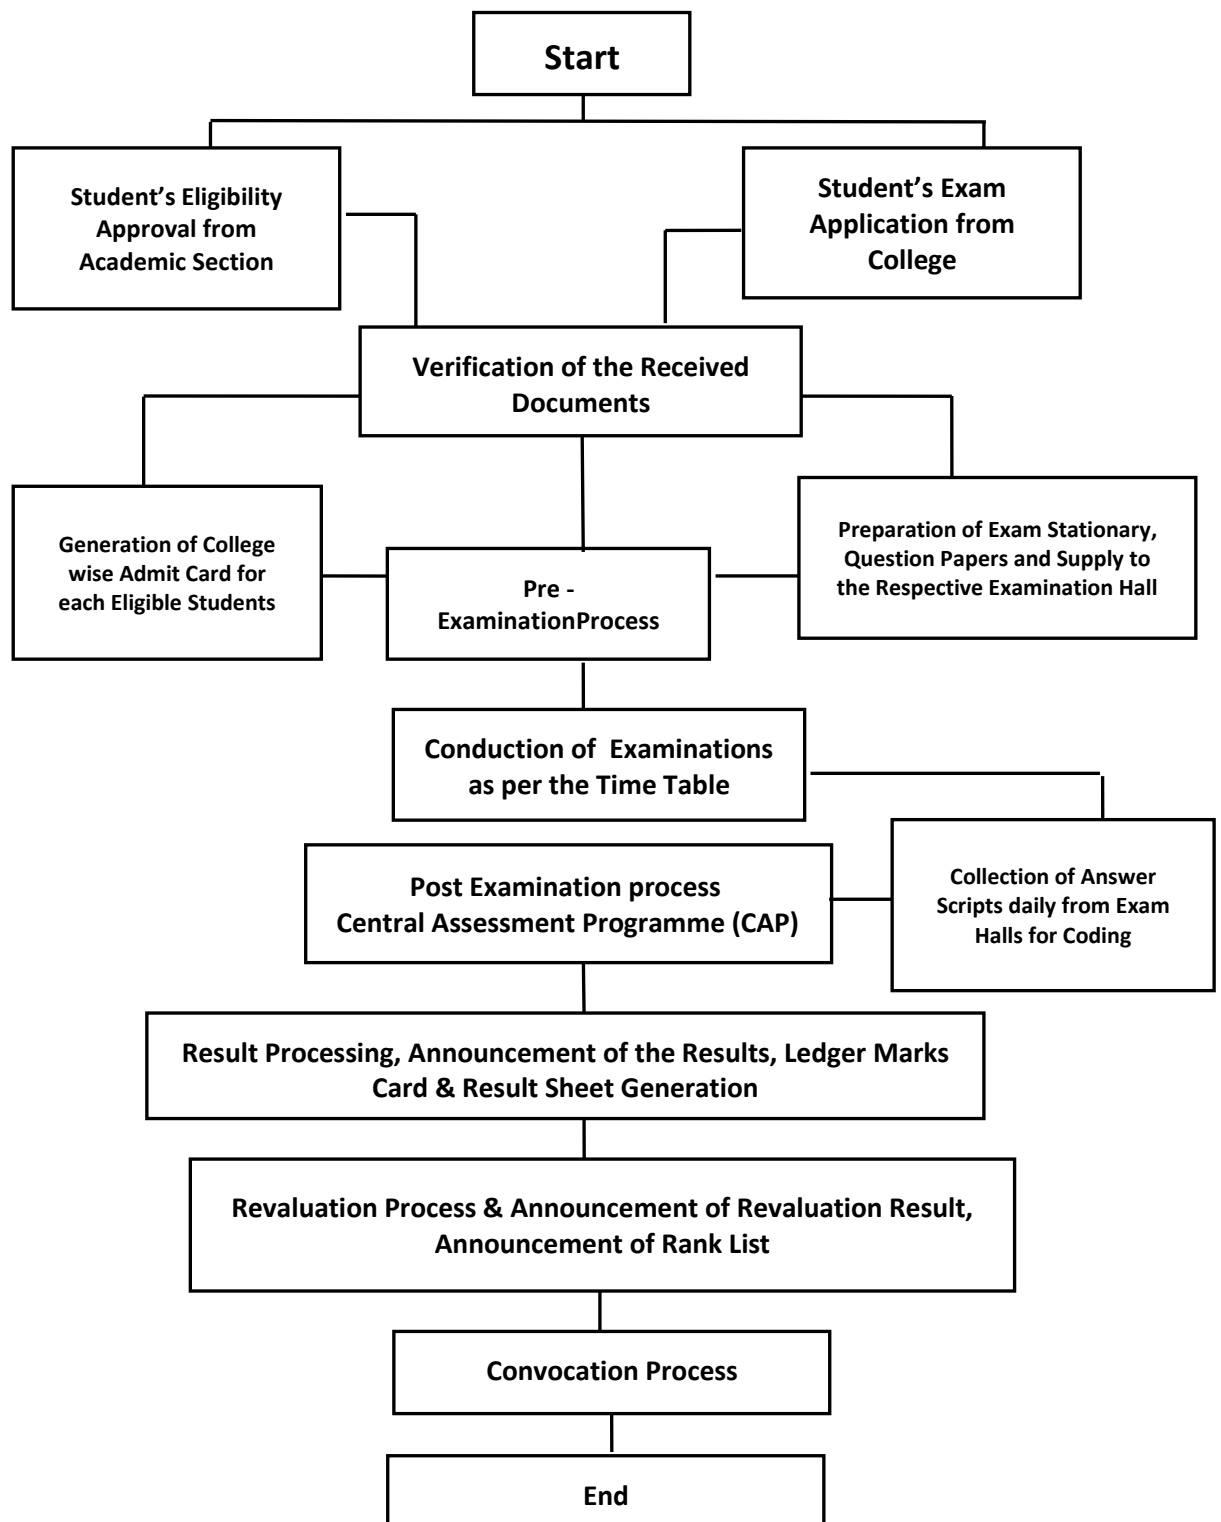 Start
Student’s Eligibility
Approval from
Academic Section
Student’s Exam
Application from
College
Verification of the Received
Documents
Generation of College
wise Admit Card for
each Eligible Students
Pre -
ExaminationProcess
Preparation of Exam Stationary,
Question Papers and Supply to
the Respective Examination Hall
Conduction of  Examinations
as per the Time Table
Post Examination process
Central Assessment Programme (CAP)
Collection of Answer
Scripts daily from Exam
Halls for Coding
Result Processing, Announcement of the Results, Ledger Marks
Card & Result Sheet Generation
Revaluation Process & Announcement of Revaluation Result,
Announcement of Rank List
Convocation Process
End